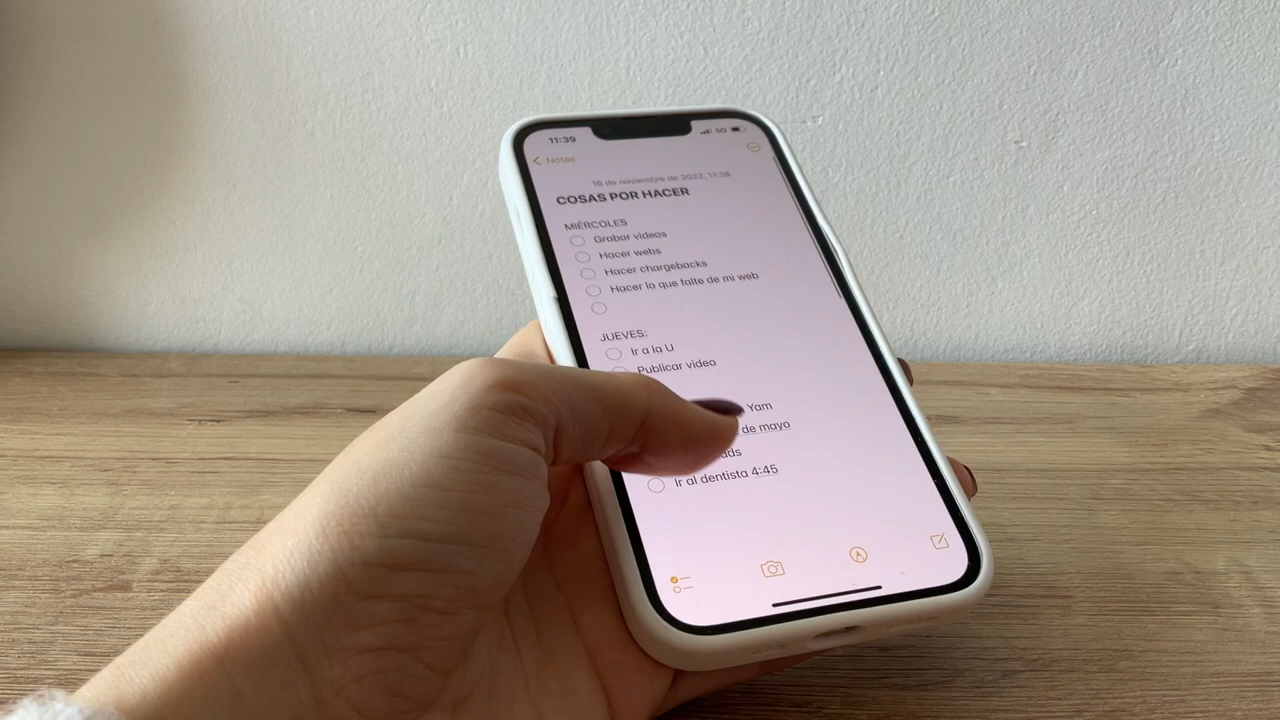 11:39
5G
Notas
16 de noviembre de 2022, 11:38
COSAS POR HACER
MIÉRCOLES
Grabar videos
Hacer webs
Hacer chargebacks
Hacer lo que falte de mi web
JUEVES:
Ir a la U
Publicar video
Yam
de mayo
Ir al dentista 4:45